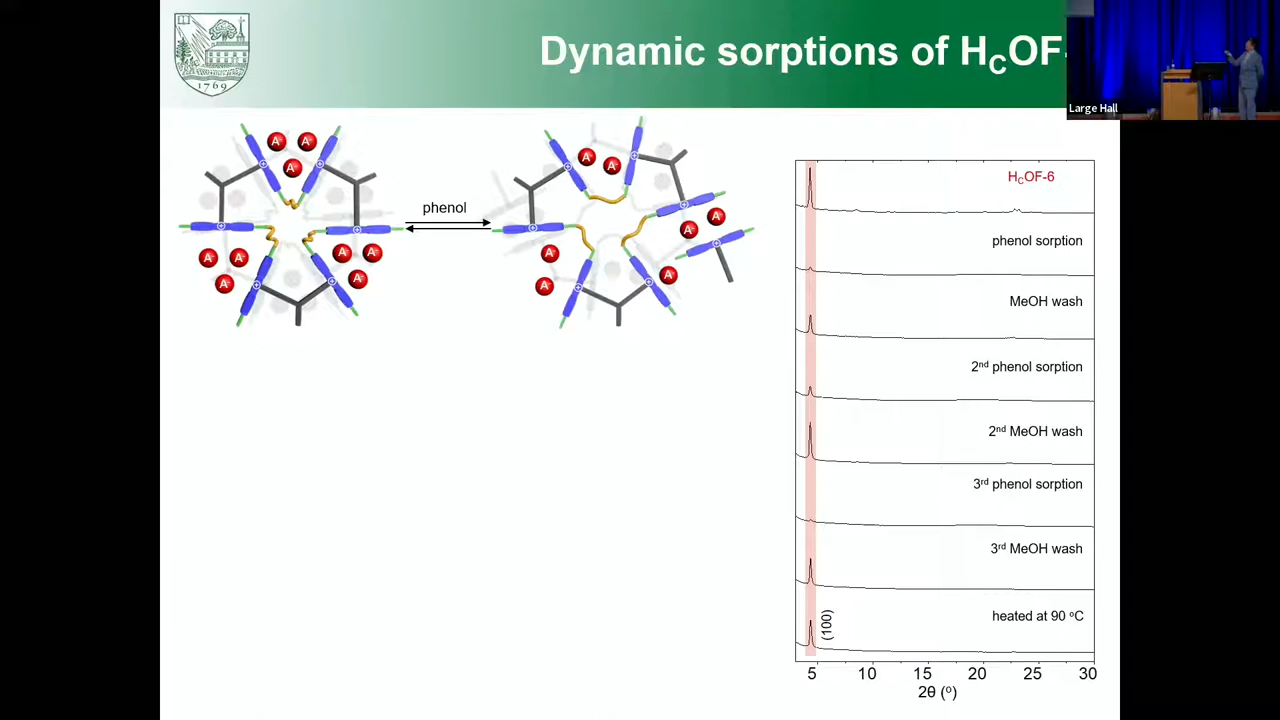 Dynamic sorptions of HCOF-
Large Hall
1769
A-
A-
A-
A-
A-
A-
A-
A-
A-
phenol
A-
A-
A-
A-
A-
A-
A-
HCOF-6
phenol sorption
MeOH wash
2nd phenol sorption
2nd MeOH wash
3rd phenol sorption
3rd MeOH wash
heated at 90 oC
(100)
5 10 15 20 25 30
2θ (o)